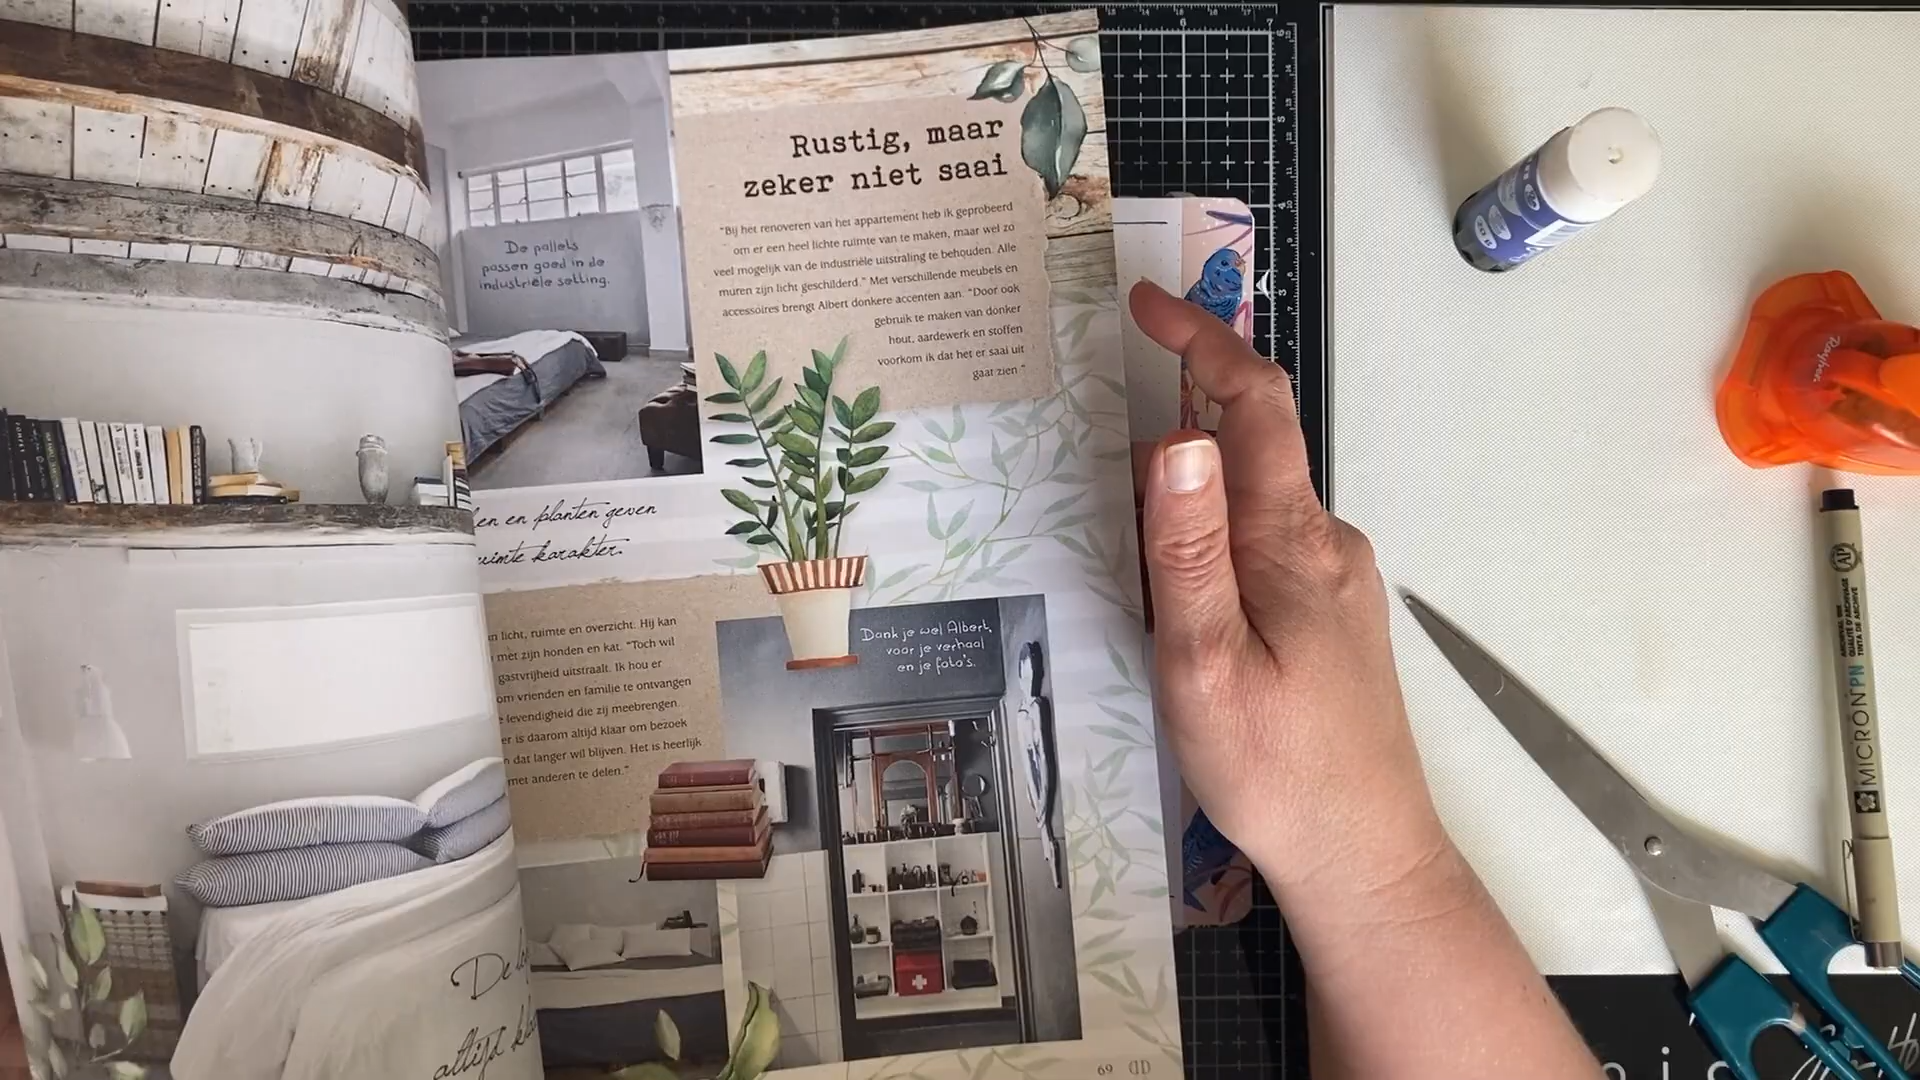 Rustig, maar
zeker niet saai
"Bij het renoveren van het appartement heb ik geprobeerd
om er een heel lichte ruimte van te maken, maar wel zo
veel mogelijk van de industriële uitstraling te behouden. Alle
muren zijn licht geschilderd." Met verschillende meubels en
accessoires brengt Albert donkere accenten aan. "Door ook
gebruik te maken van donker
hout, aardewerk en stoffen
voorkom ik dat het er saai uit
gaat zien."
De pallets
passen goed in de
industriële setting.
en planten geven
karakter.
licht, ruimte en overzicht. Hij kan
met zijn honden en kat. "Toch wil
gastvrijheid uitstraalt. Ik hou er
om vrienden en familie te ontvangen
levendigheid die zij meebrengen.
is daarom altijd klaar om bezoek
dat langer wil blijven. Het is heerlijk
met anderen te delen."
Dank je wel Albert,
voor je verhaal
en je foto's.
De
altijd
69
Rayher
MICRON PN
AP